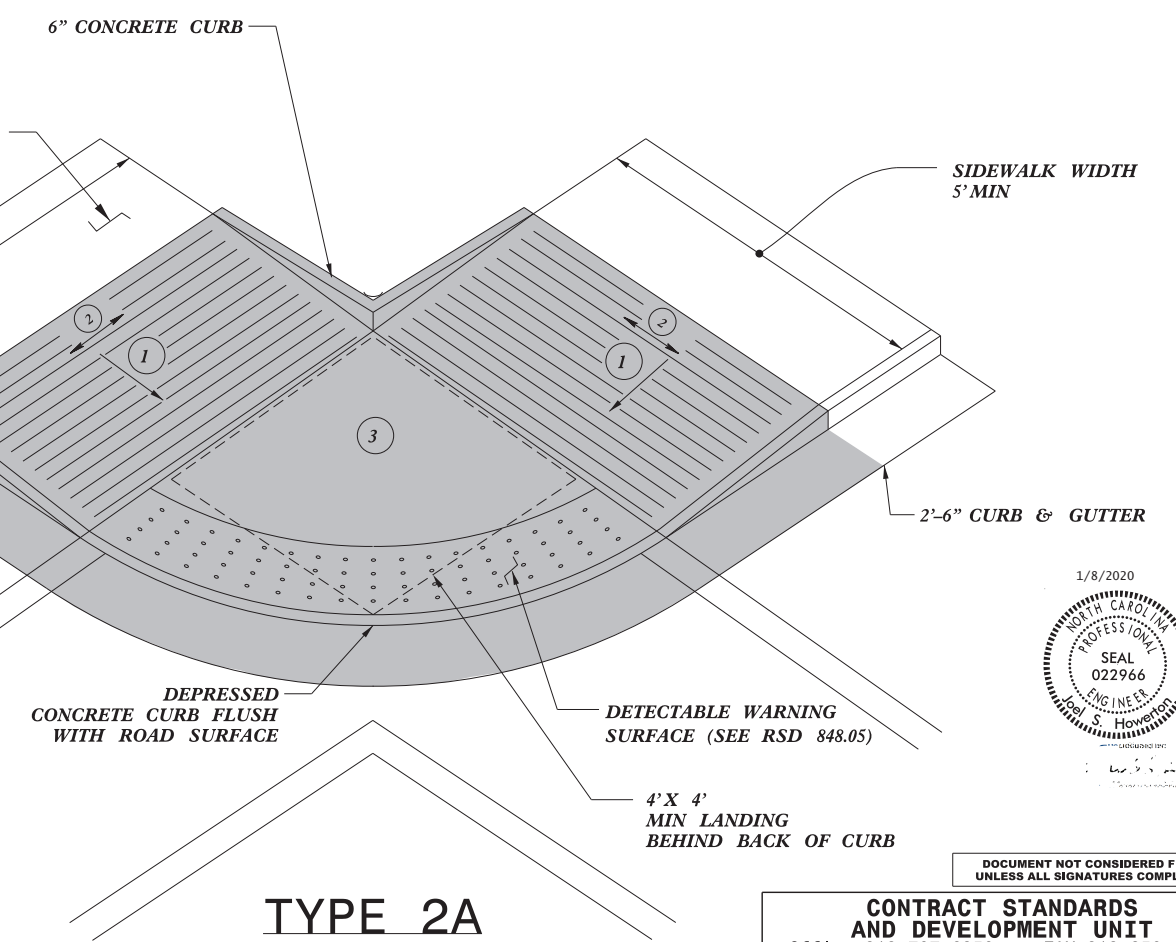 6” CONCRETE CURB
SIDEWALK WIDTH
5’ MIN
2
1
2
1
3
2’–6” CURB & GUTTER
1/8/2020
NORTH CAROLINA
PROFESSIONAL
SEAL
022966
ENGINEER
Joel S. Howerton
DEPRESSED
CONCRETE CURB FLUSH
WITH ROAD SURFACE
DETECTABLE WARNING
SURFACE (SEE RSD 848.05)
4’ X 4’
MIN LANDING
BEHIND BACK OF CURB
TYPE 2A
DOCUMENT NOT CONSIDERED F
UNLESS ALL SIGNATURES COMPL
CONTRACT STANDARDS
AND DEVELOPMENT UNIT